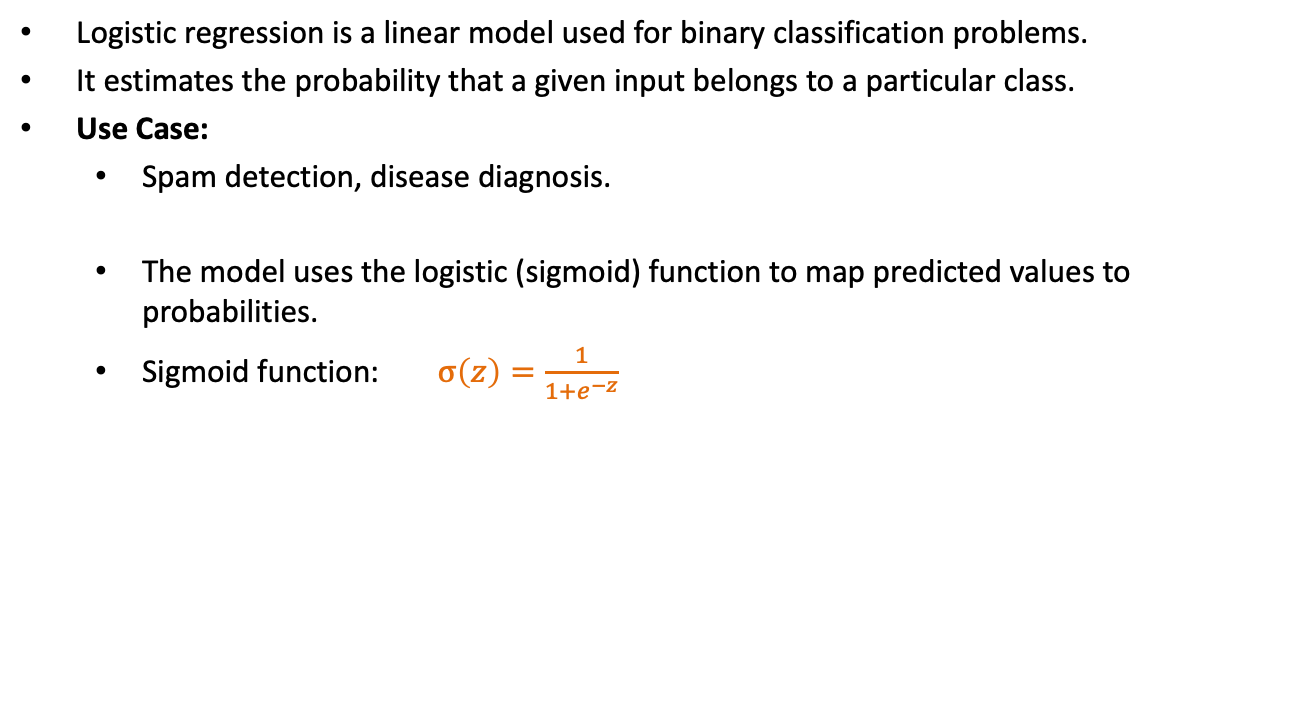 • Logistic regression is a linear model used for binary classification problems.
• It estimates the probability that a given input belongs to a particular class.
• Use Case:
• Spam detection, disease diagnosis.
• The model uses the logistic (sigmoid) function to map predicted values to
probabilities.
• Sigmoid function: σ(z) = 1/(1+e^−z)